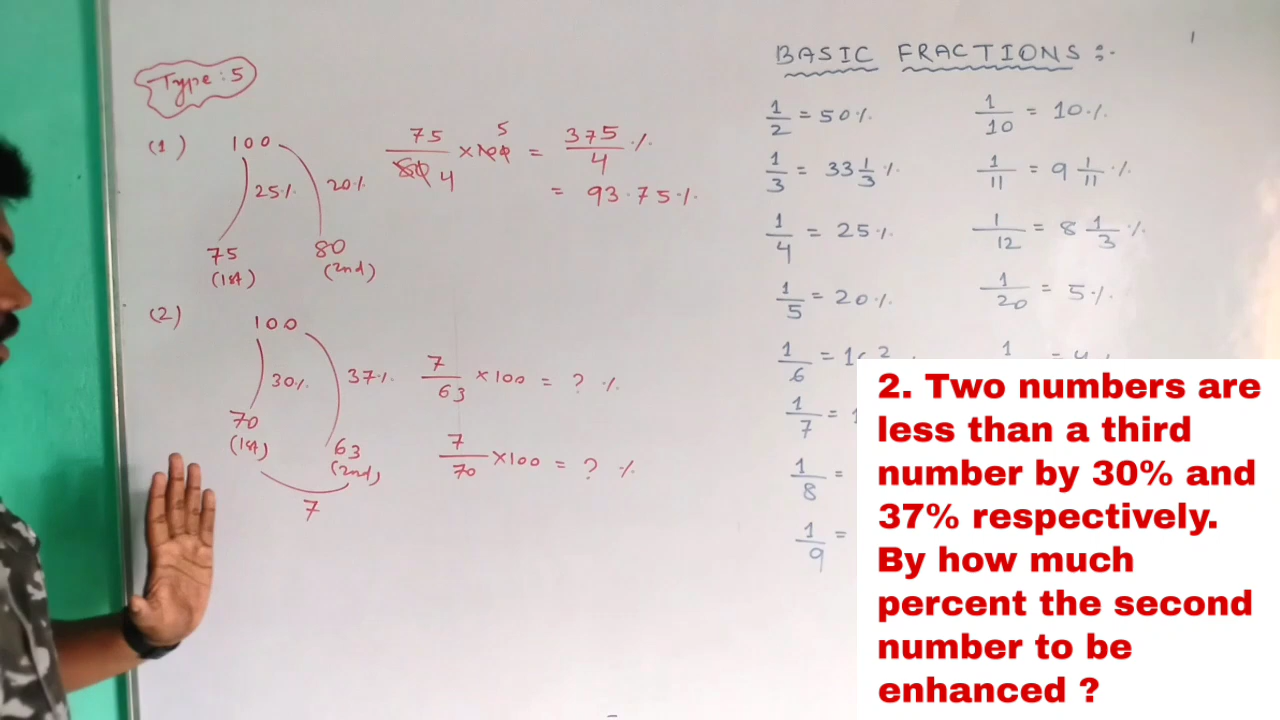 Type : 5
(1) 100
25% 20%
75 80
(1st) (2nd)
75/80 × 100 5 = 375/4 %
4
= 93.75%
(2) 100
30% 37%
70 63
(1st) (2nd)
7
7/63 × 100 = ? %
7/70 × 100 = ? %
BASIC FRACTIONS :-
1/2 = 50% 1/10 = 10%
1/3 = 33 1/3 % 1/11 = 9 1/11 %
1/4 = 25% 1/12 = 8 1/3 %
1/5 = 20% 1/20 = 5%
1/6 =
1/7 =
1/8 =
1/9 =
2. Two numbers are
less than a third
number by 30% and
37% respectively.
By how much
percent the second
number to be
enhanced ?